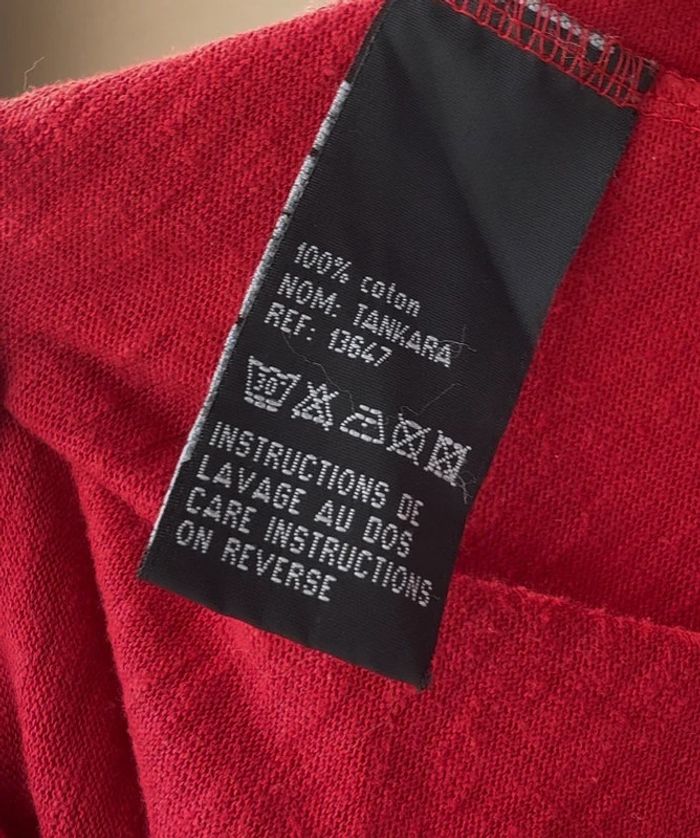 100% coton
NOM: TANKARA
REF: 13647
30°
INSTRUCTIONS DE
LAVAGE AU DOS
CARE INSTRUCTIONS
ON REVERSE